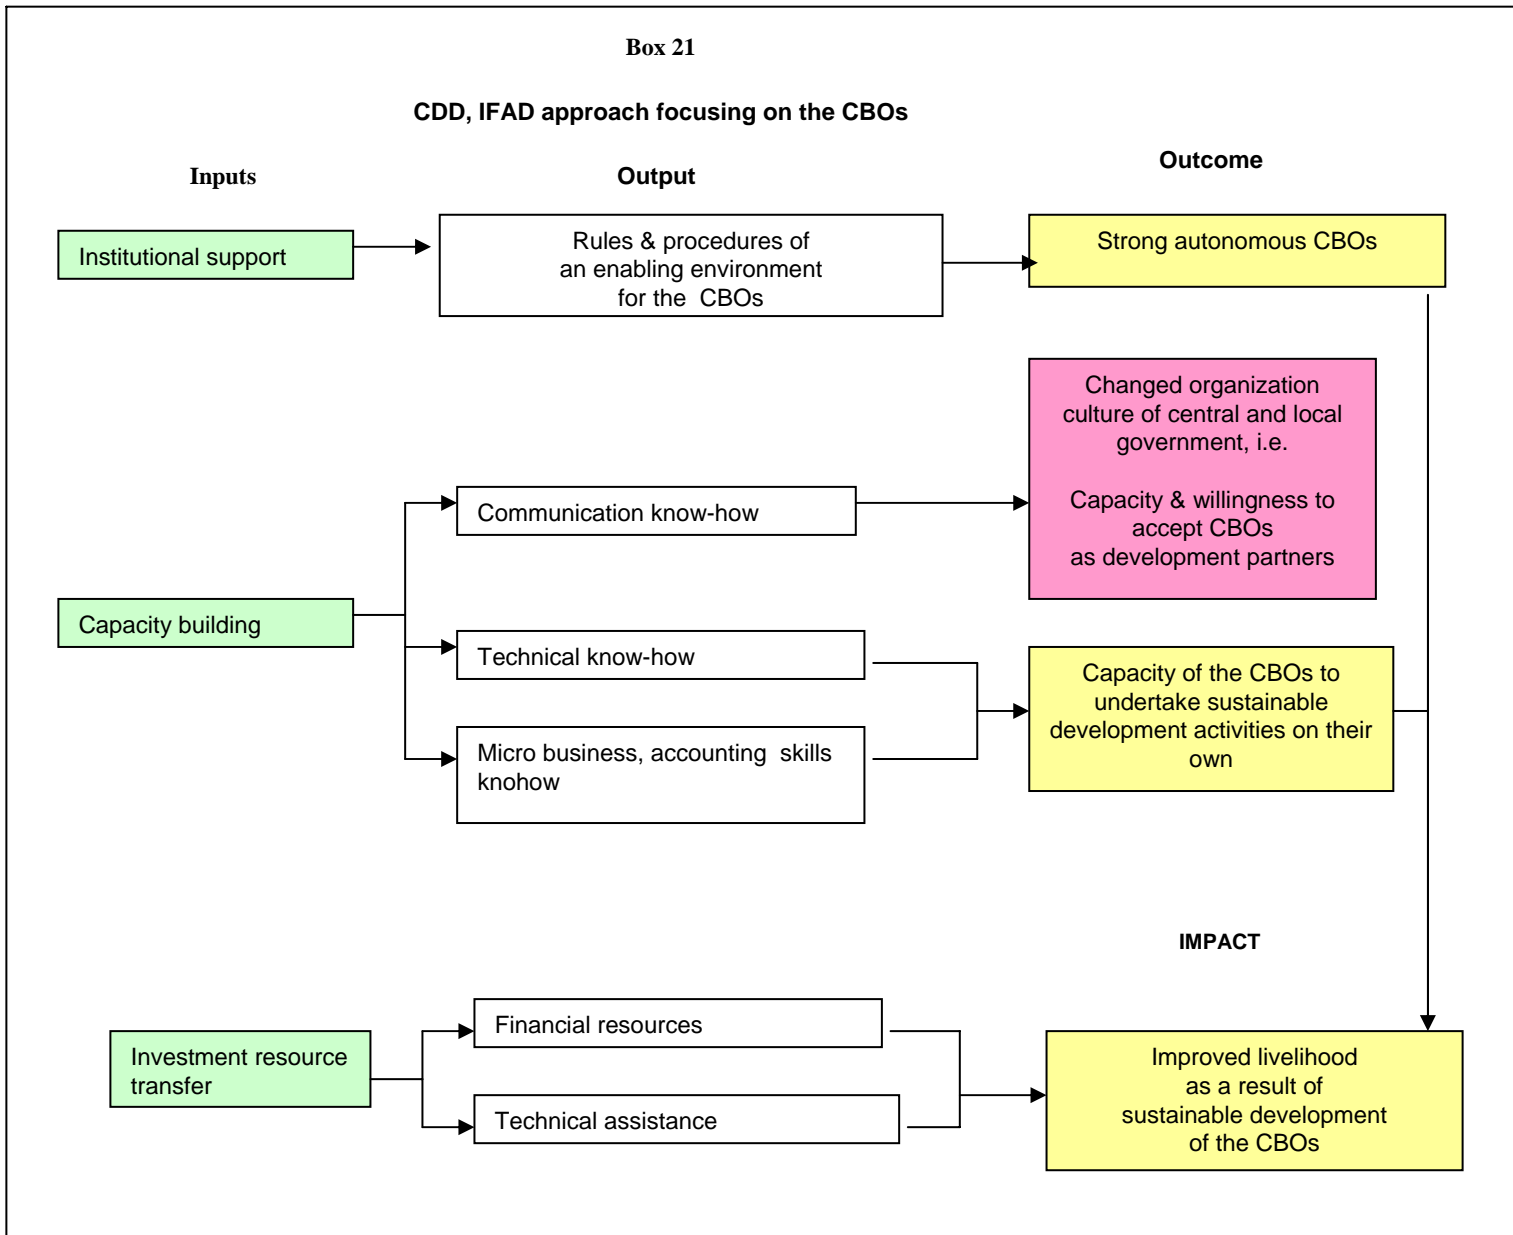 Box 21
CDD, IFAD approach focusing on the CBOs
Inputs
Output
Outcome
Institutional support
Rules & procedures of
an enabling environment
for the CBOs
Strong autonomous CBOs
Changed organization
culture of central and local
government, i.e.
Capacity & willingness to
accept CBOs
as development partners
Communication know-how
Capacity building
Technical know-how
Micro business, accounting skills
knohow
Capacity of the CBOs to
undertake sustainable
development activities on their
own
IMPACT
Investment resource
transfer
Financial resources
Technical assistance
Improved livelihood
as a result of
sustainable development
of the CBOs